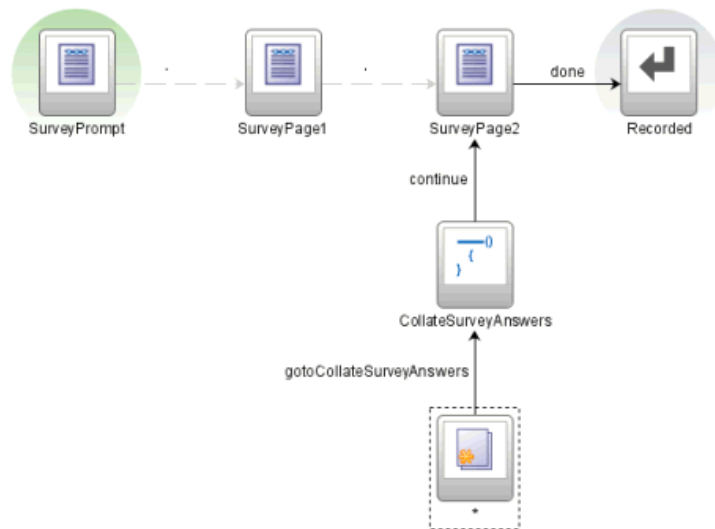 done
SurveyPrompt
SurveyPage1
SurveyPage2
Recorded
continue
—()
{
}
CollateSurveyAnswers
gotoCollateSurveyAnswers
*